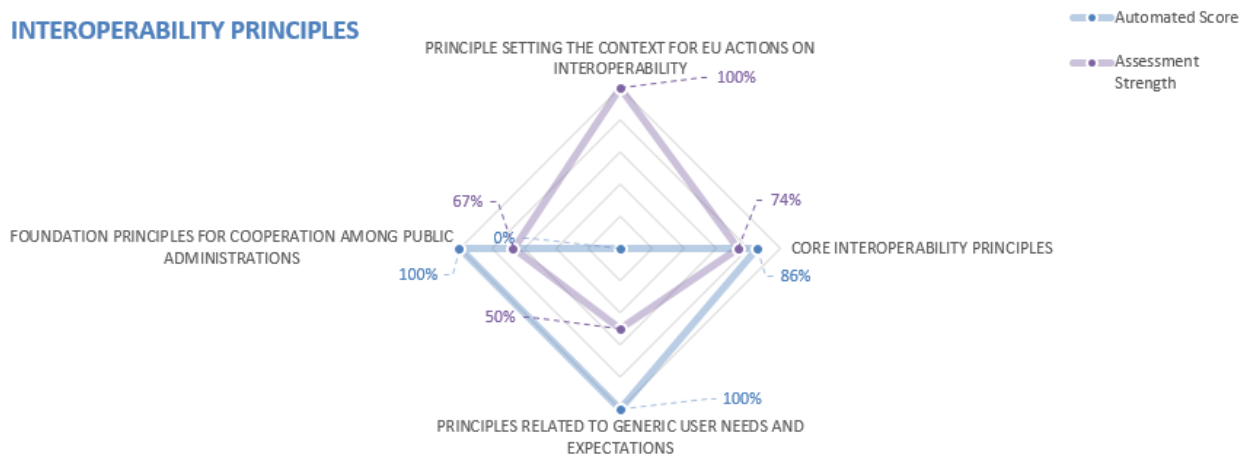 INTEROPERABILITY PRINCIPLES
Automated Score
Assessment
Strength
PRINCIPLE SETTING THE CONTEXT FOR EU ACTIONS ON
INTEROPERABILITY
100%
67%
74%
0%
FOUNDATION PRINCIPLES FOR COOPERATION AMONG PUBLIC
ADMINISTRATIONS
CORE INTEROPERABILITY PRINCIPLES
100%
86%
50%
100%
PRINCIPLES RELATED TO GENERIC USER NEEDS AND
EXPECTATIONS